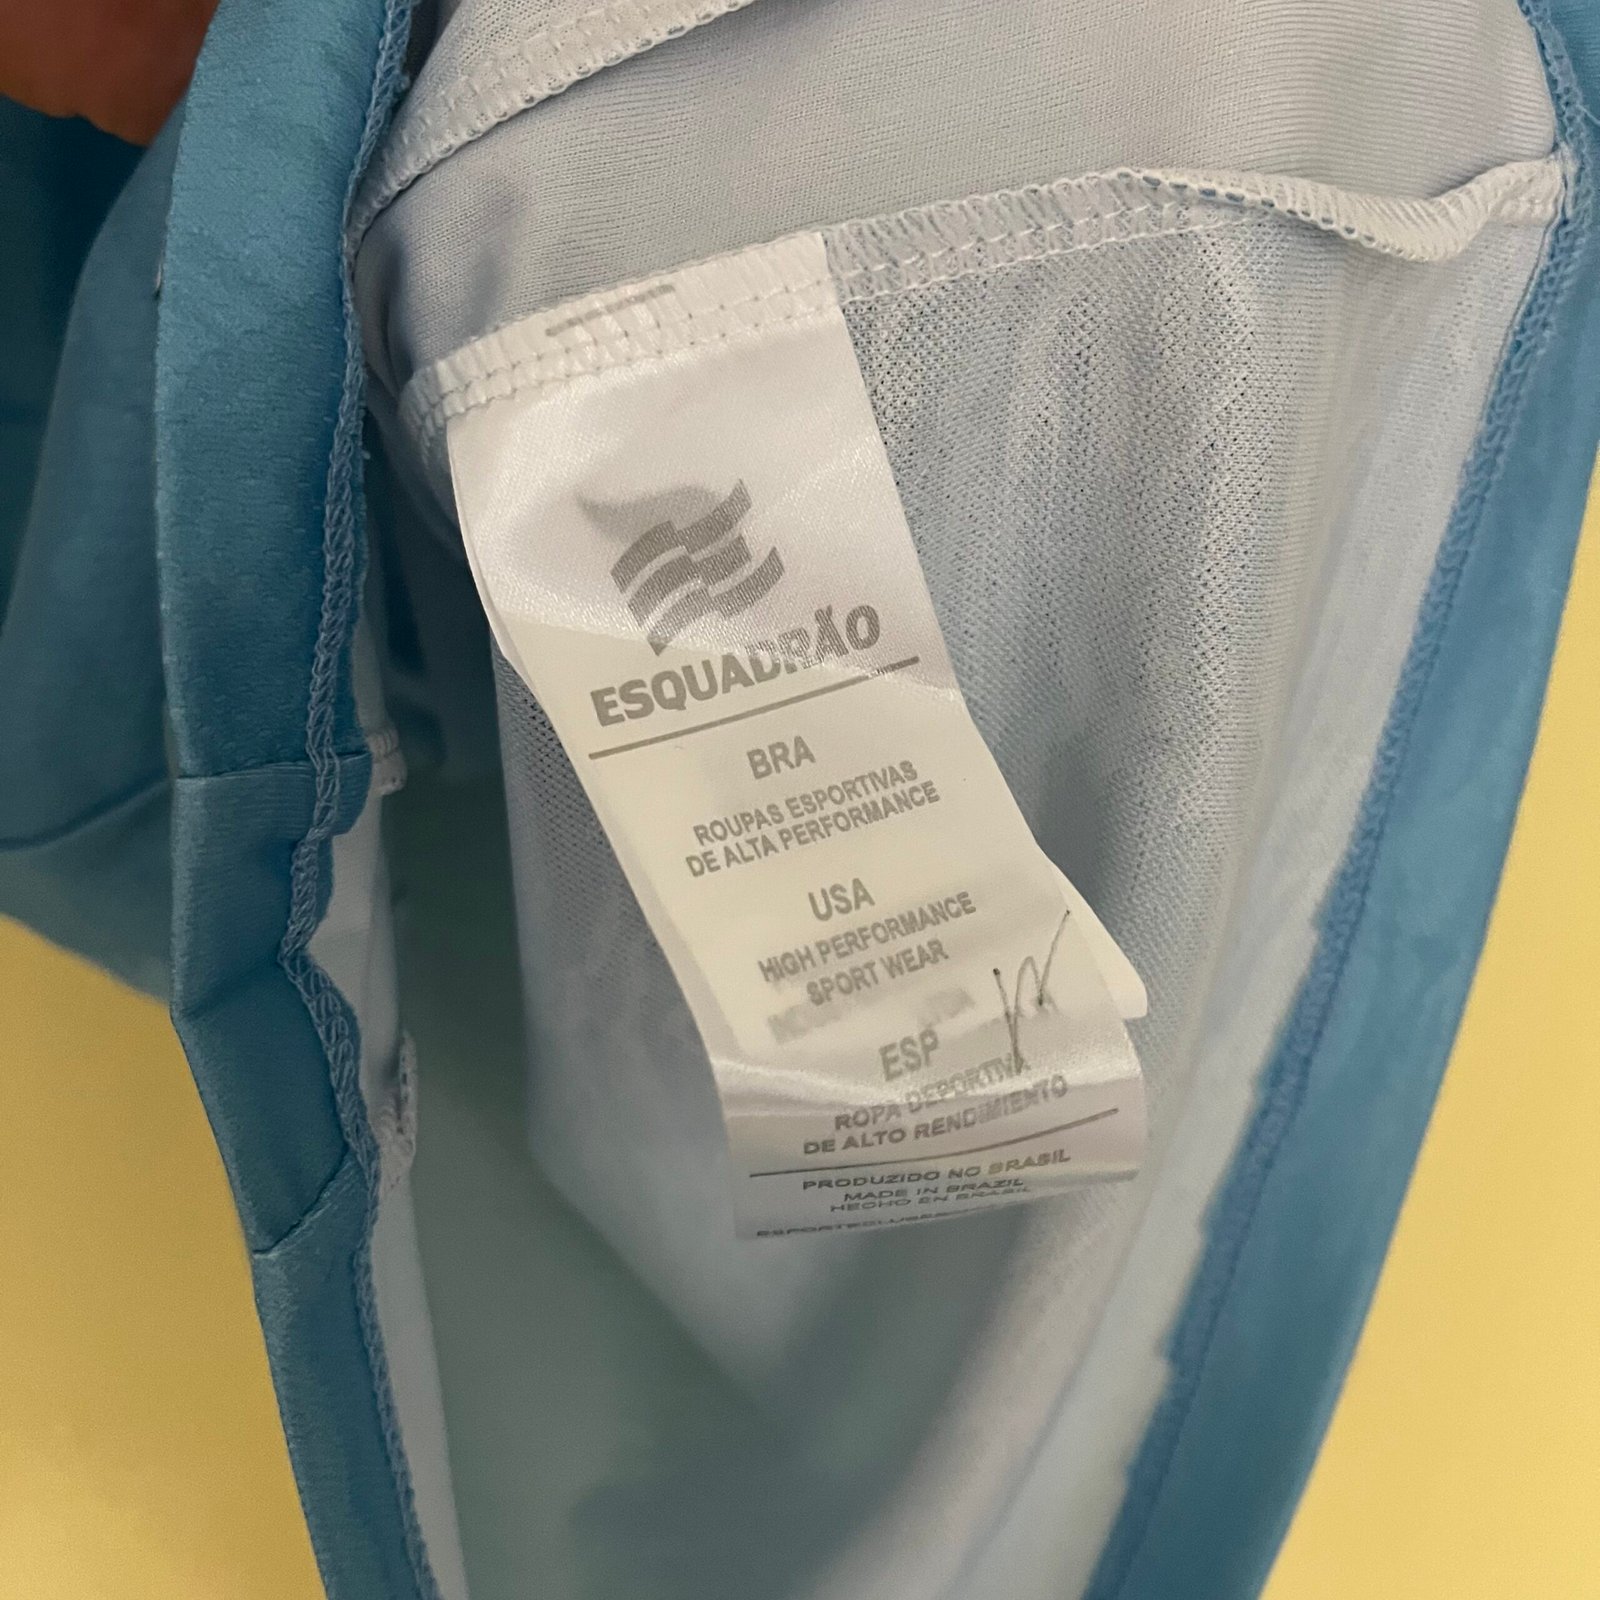 ESQUADRÃO
BRA
ROUPAS ESPORTIVAS
DE ALTA PERFORMANCE
USA
HIGH PERFORMANCE
SPORT WEAR
ESP
ROPA DEPORTIVA
DE ALTO RENDIMIENTO
PRODUZIDO NO BRASIL
MADE IN BRAZIL
HECHO EN BRASIL